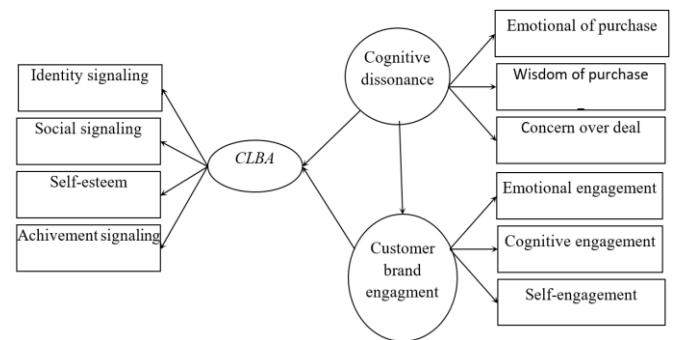 Identity signaling
Social signaling
Self-esteem
Achivement signaling
CLBA
Cognitive
dissonance
Customer
brand
engagment
Emotional of purchase
Wisdom of purchase
Concern over deal
Emotional engagement
Cognitive engagement
Self-engagement